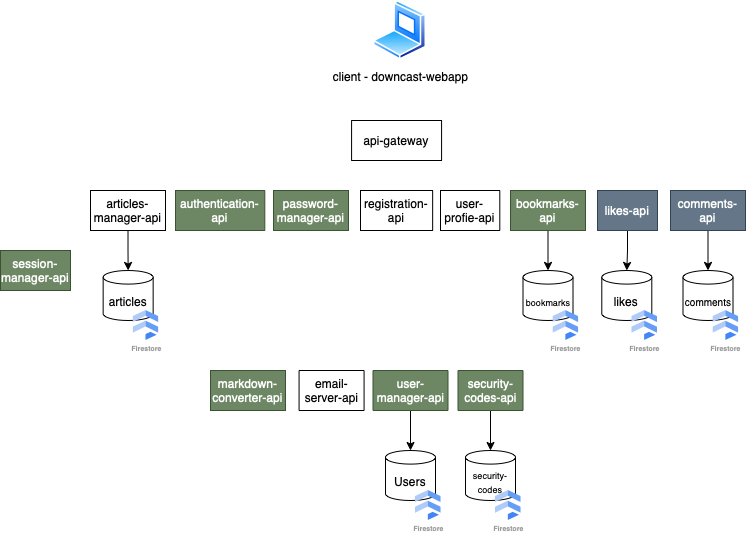 client - downcast-webapp
api-gateway
articles-
manager-api
authentication-
api
password-
manager-api
registration-
api
user-
profie-api
bookmarks-
api
likes-api
comments-
api
session-
manager-api
articles
Firestore
bookmarks
Firestore
likes
Firestore
comments
Firestore
markdown-
converter-api
email-
server-api
user-
manager-api
security-
codes-api
Users
Firestore
security-
codes
Firestore